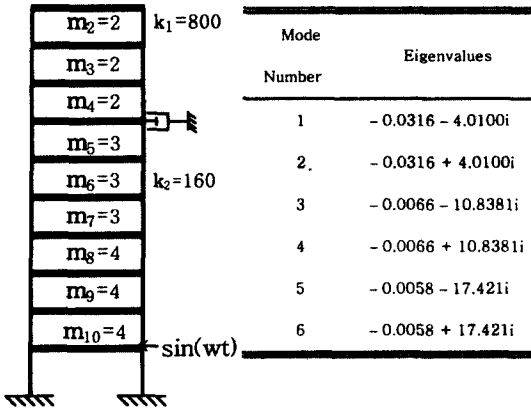 m2=2 k1=800
m3=2
m4=2
m5=3
m6=3 k2=160
m7=3
m8=4
m9=4
m10=4
sin(wt)
Mode Number Eigenvalues
1 -0.0316 - 4.0100i
2. -0.0316 + 4.0100i
3 -0.0066 - 10.8381i
4 -0.0066 + 10.8381i
5 -0.0058 - 17.421i
6 -0.0058 + 17.421i